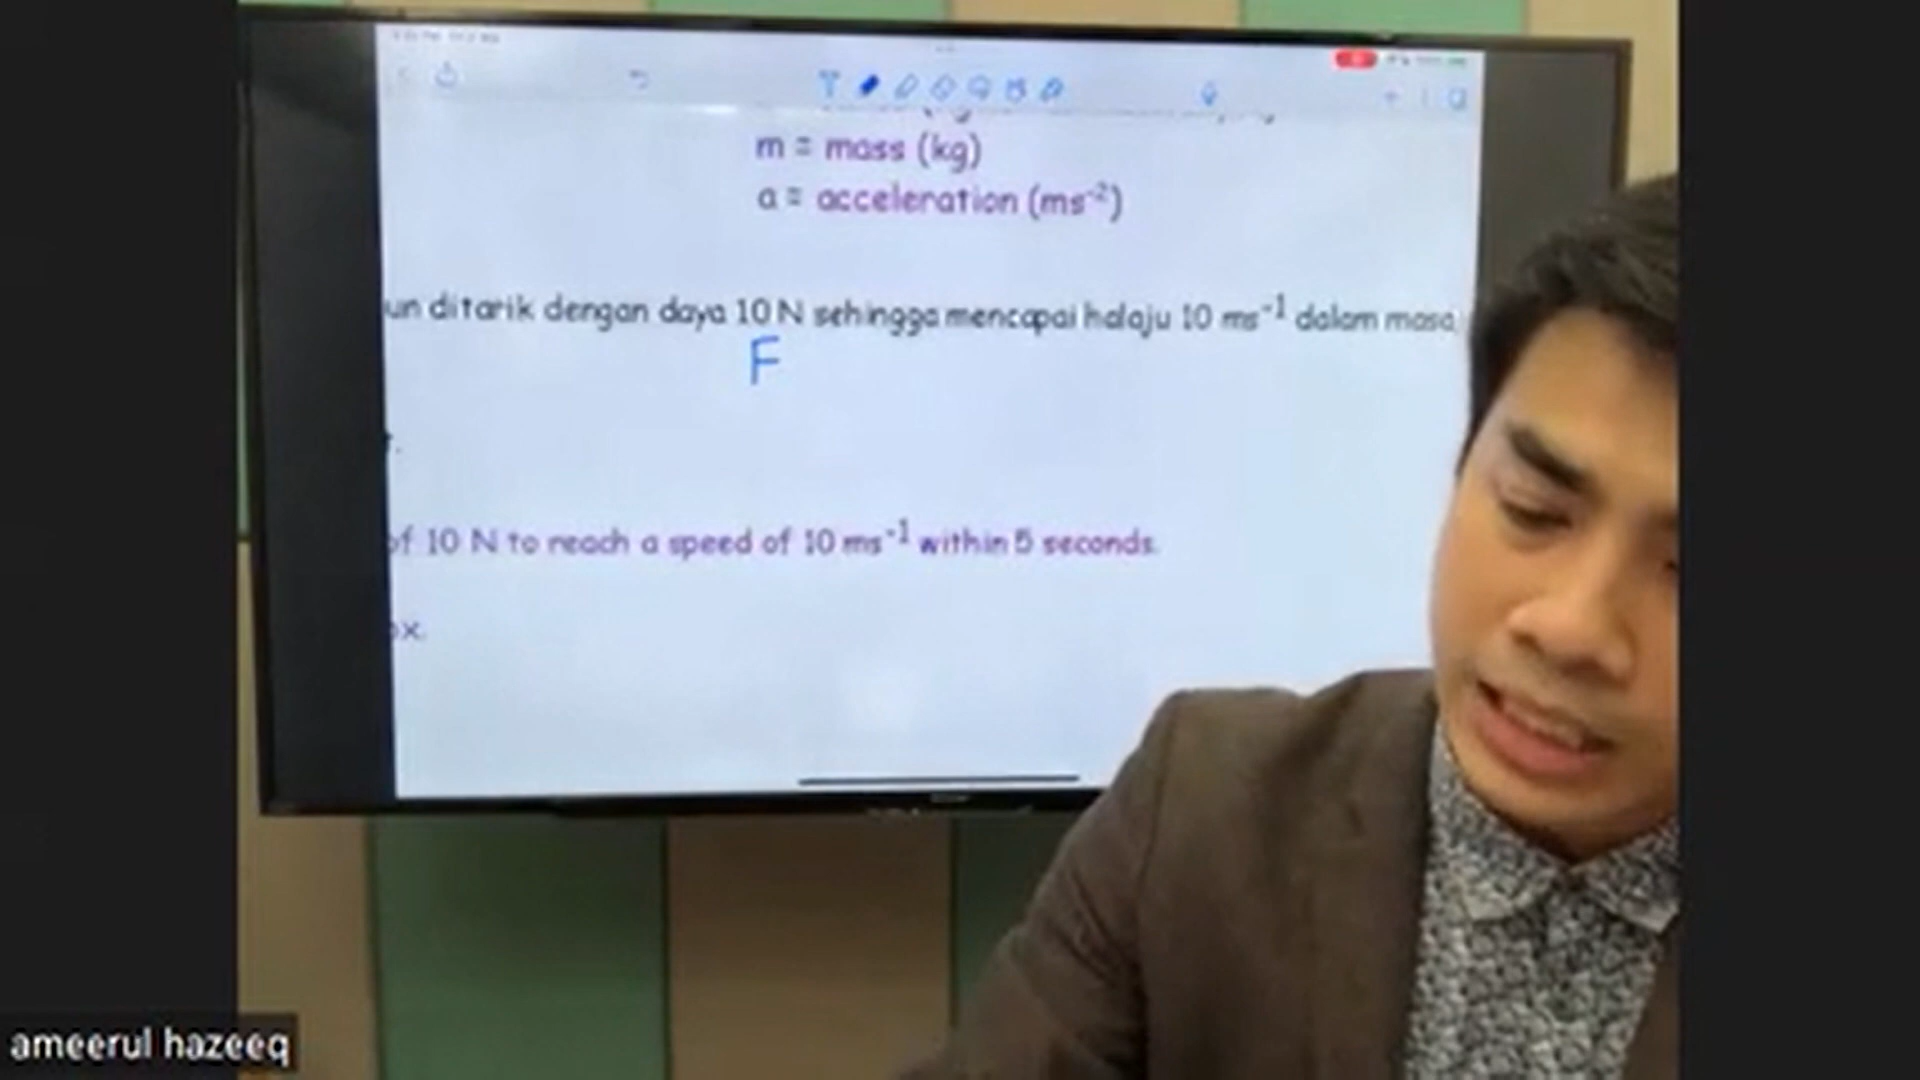 m = mass (kg)
a = acceleration (ms⁻²)
un ditarik dengan daya 10 N sehingga mencapai halaju 10 ms⁻¹ dalam masa
F
of 10 N to reach a speed of 10 ms⁻¹ within 5 seconds.
ox.
ameerul hazeeq